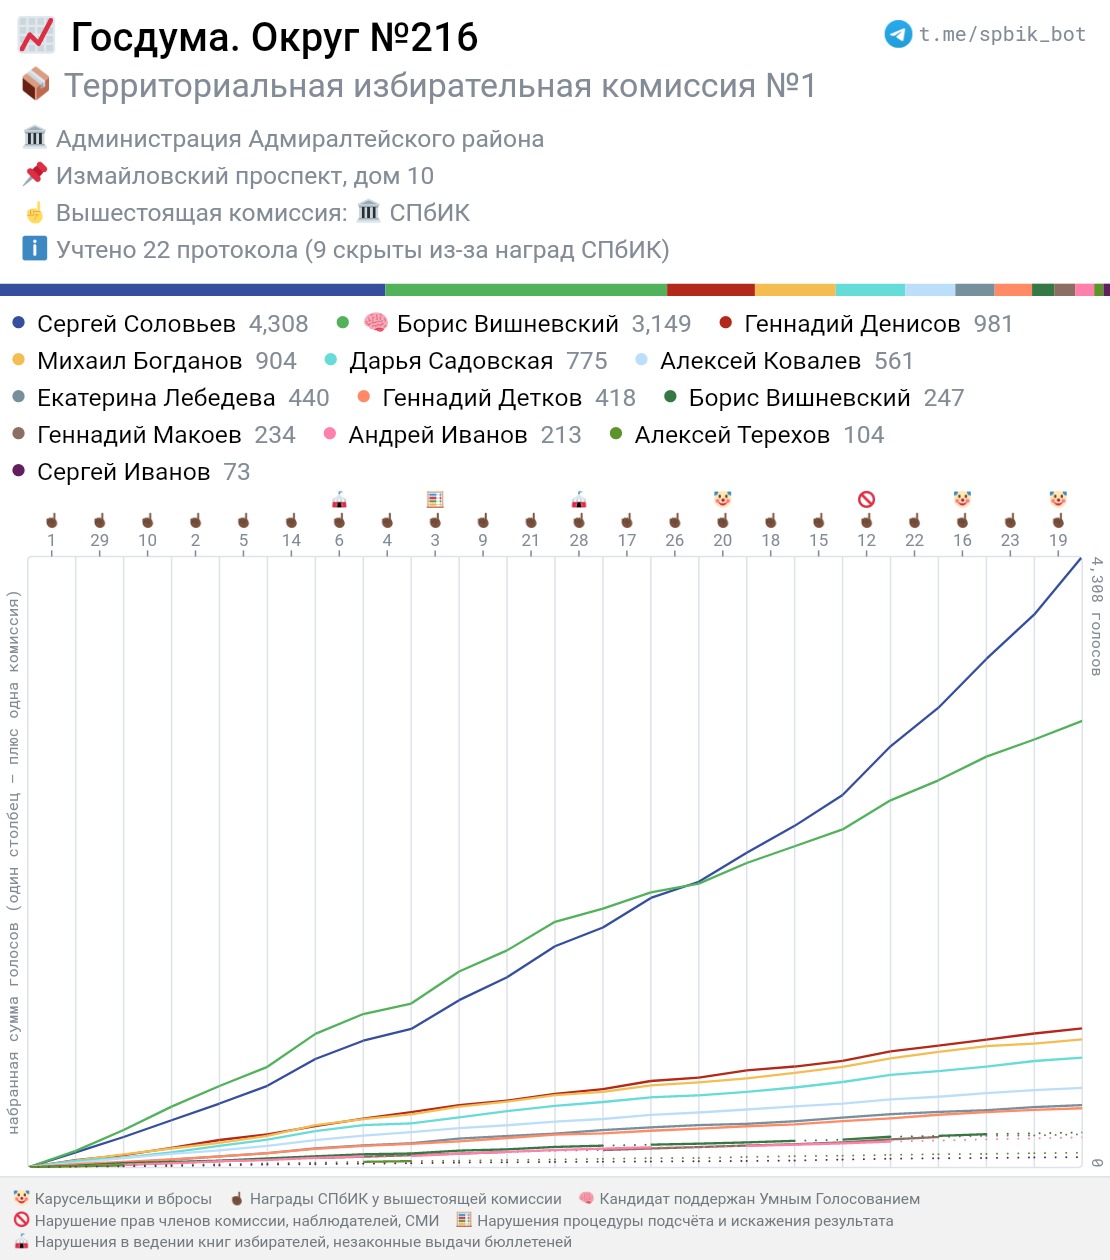 Госдума. Округ №216
t.me/spbik_bot
Территориальная избирательная комиссия №1
Администрация Адмиралтейского района
Измайловский проспект, дом 10
Вышестоящая комиссия: СПбИК
Учтено 22 протокола (9 скрыты из-за наград СПбИК)
Сергей Соловьев 4,308 Борис Вишневский 3,149 Геннадий Денисов 981
Михаил Богданов 904 Дарья Садовская 775 Алексей Ковалев 561
Екатерина Лебедева 440 Геннадий Детков 418 Борис Вишневский 247
Геннадий Макоев 234 Андрей Иванов 213 Алексей Терехов 104
Сергей Иванов 73
1 29 10 2 5 14 6 4 3 9 21 28 17 26 20 18 15 12 22 16 23 19
набранная сумма голосов (один столбец – плюс одна комиссия)
4,308 голосов
0
Карусельщики и вбросы Награды СПбИК у вышестоящей комиссии Кандидат поддержан Умным Голосованием
Нарушение прав членов комиссии, наблюдателей, СМИ Нарушения процедуры подсчёта и искажения результата
Нарушения в ведении книг избирателей, незаконные выдачи бюллетеней